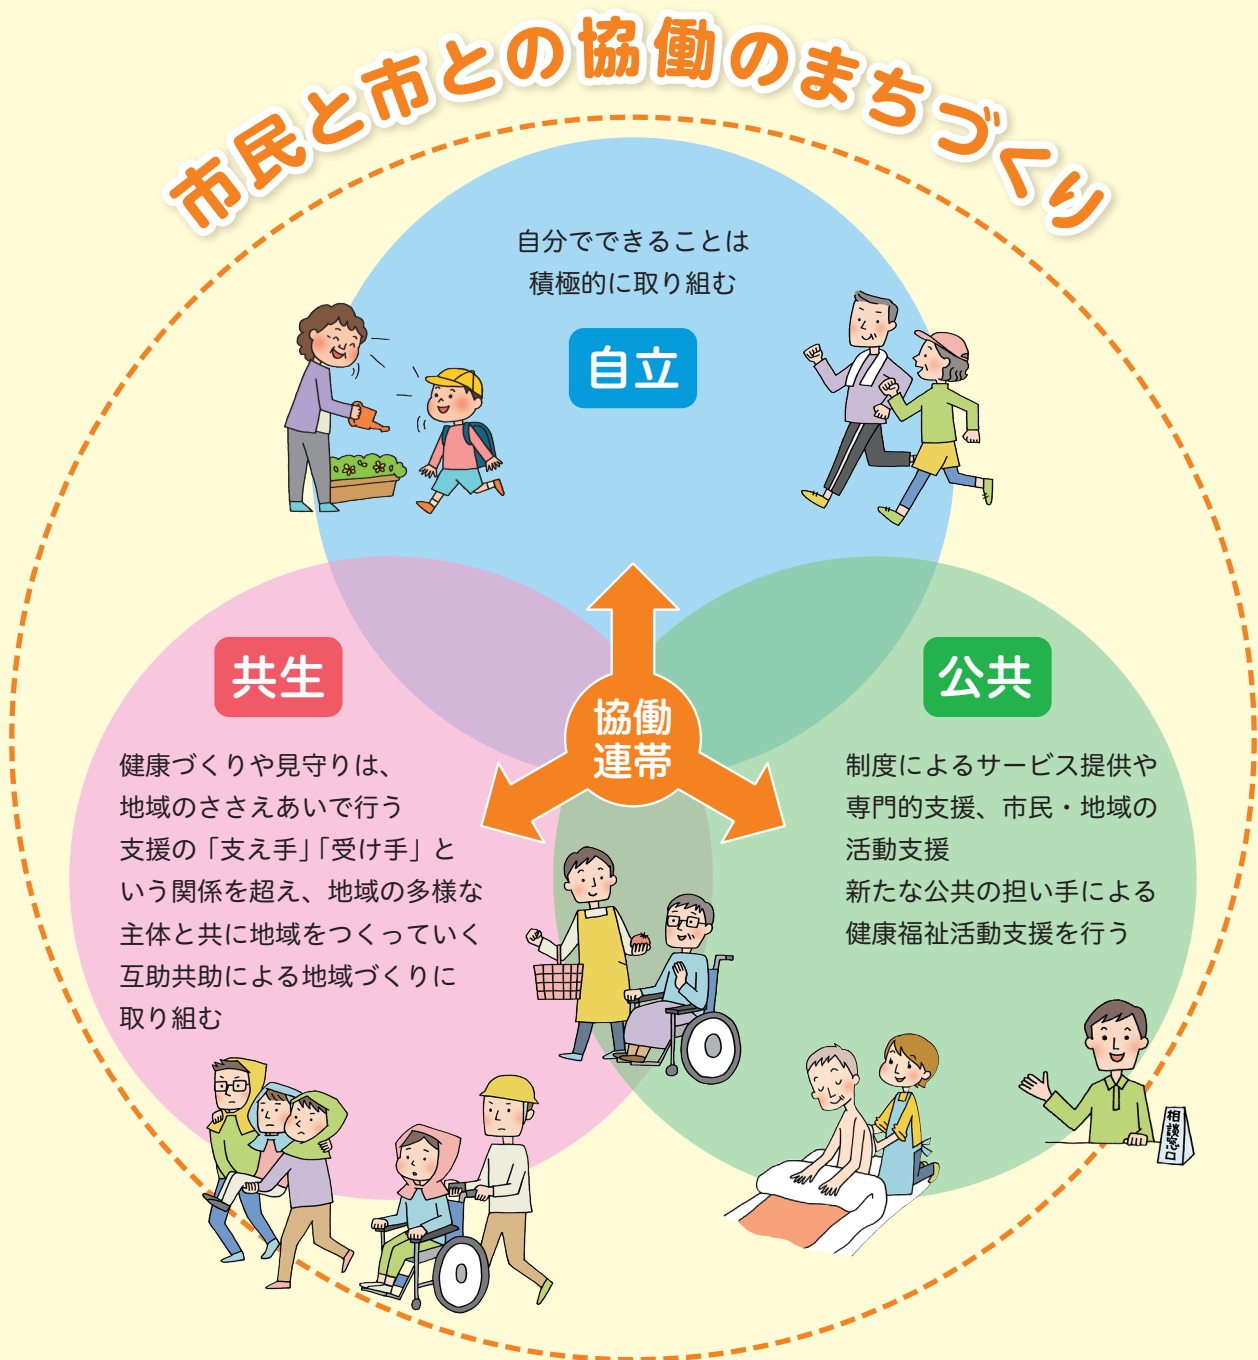 市民と市との協働のまちづくり
自分でできることは
積極的に取り組む
自立
共生
健康づくりや見守りは、
地域のささえあいで行う
支援の「支え手」「受け手」と
いう関係を超え、地域の多様な
主体と共に地域をつくっていく
互助共助による地域づくりに
取り組む
協働
連帯
公共
制度によるサービス提供や
専門的支援、市民・地域の
活動支援
新たな公共の担い手による
健康福祉活動支援を行う
相談窓口